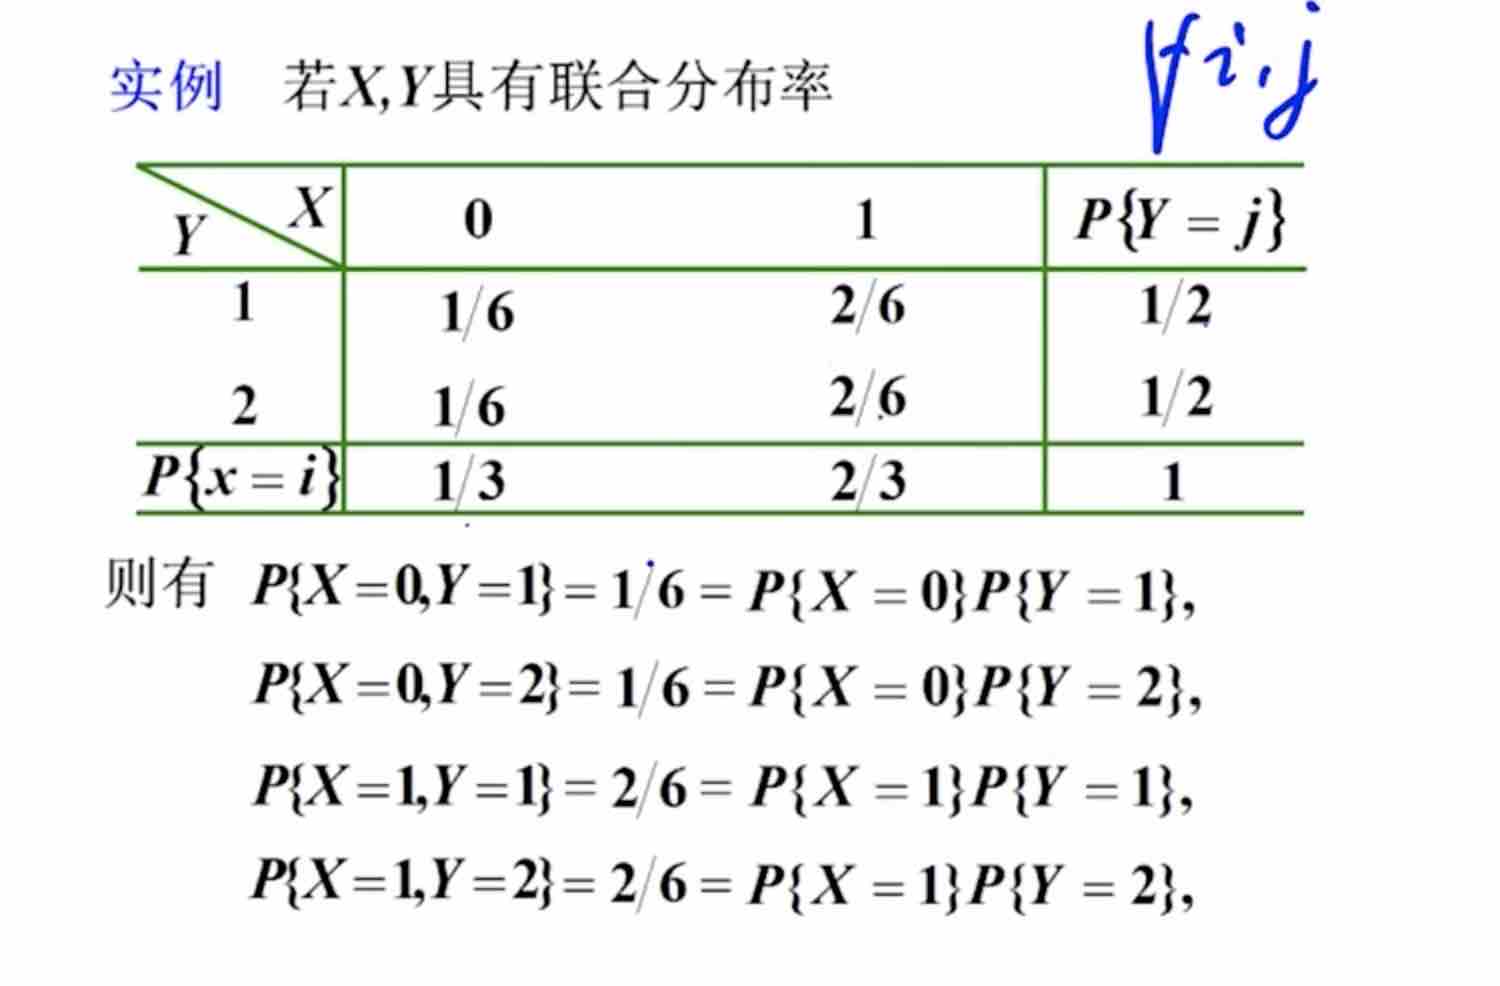 实例 若X,Y具有联合分布率
∀i,j
X
Y
0 1 P{Y = j}
1 1/6 2/6 1/2
2 1/6 2/6 1/2
P{x = i} 1/3 2/3 1
则有 P{X=0,Y=1}= 1/6 = P{X = 0}P{Y = 1},
P{X=0,Y=2}= 1/6 = P{X = 0}P{Y = 2},
P{X=1,Y=1}= 2/6 = P{X = 1}P{Y = 1},
P{X=1,Y=2}= 2/6 = P{X = 1}P{Y = 2},